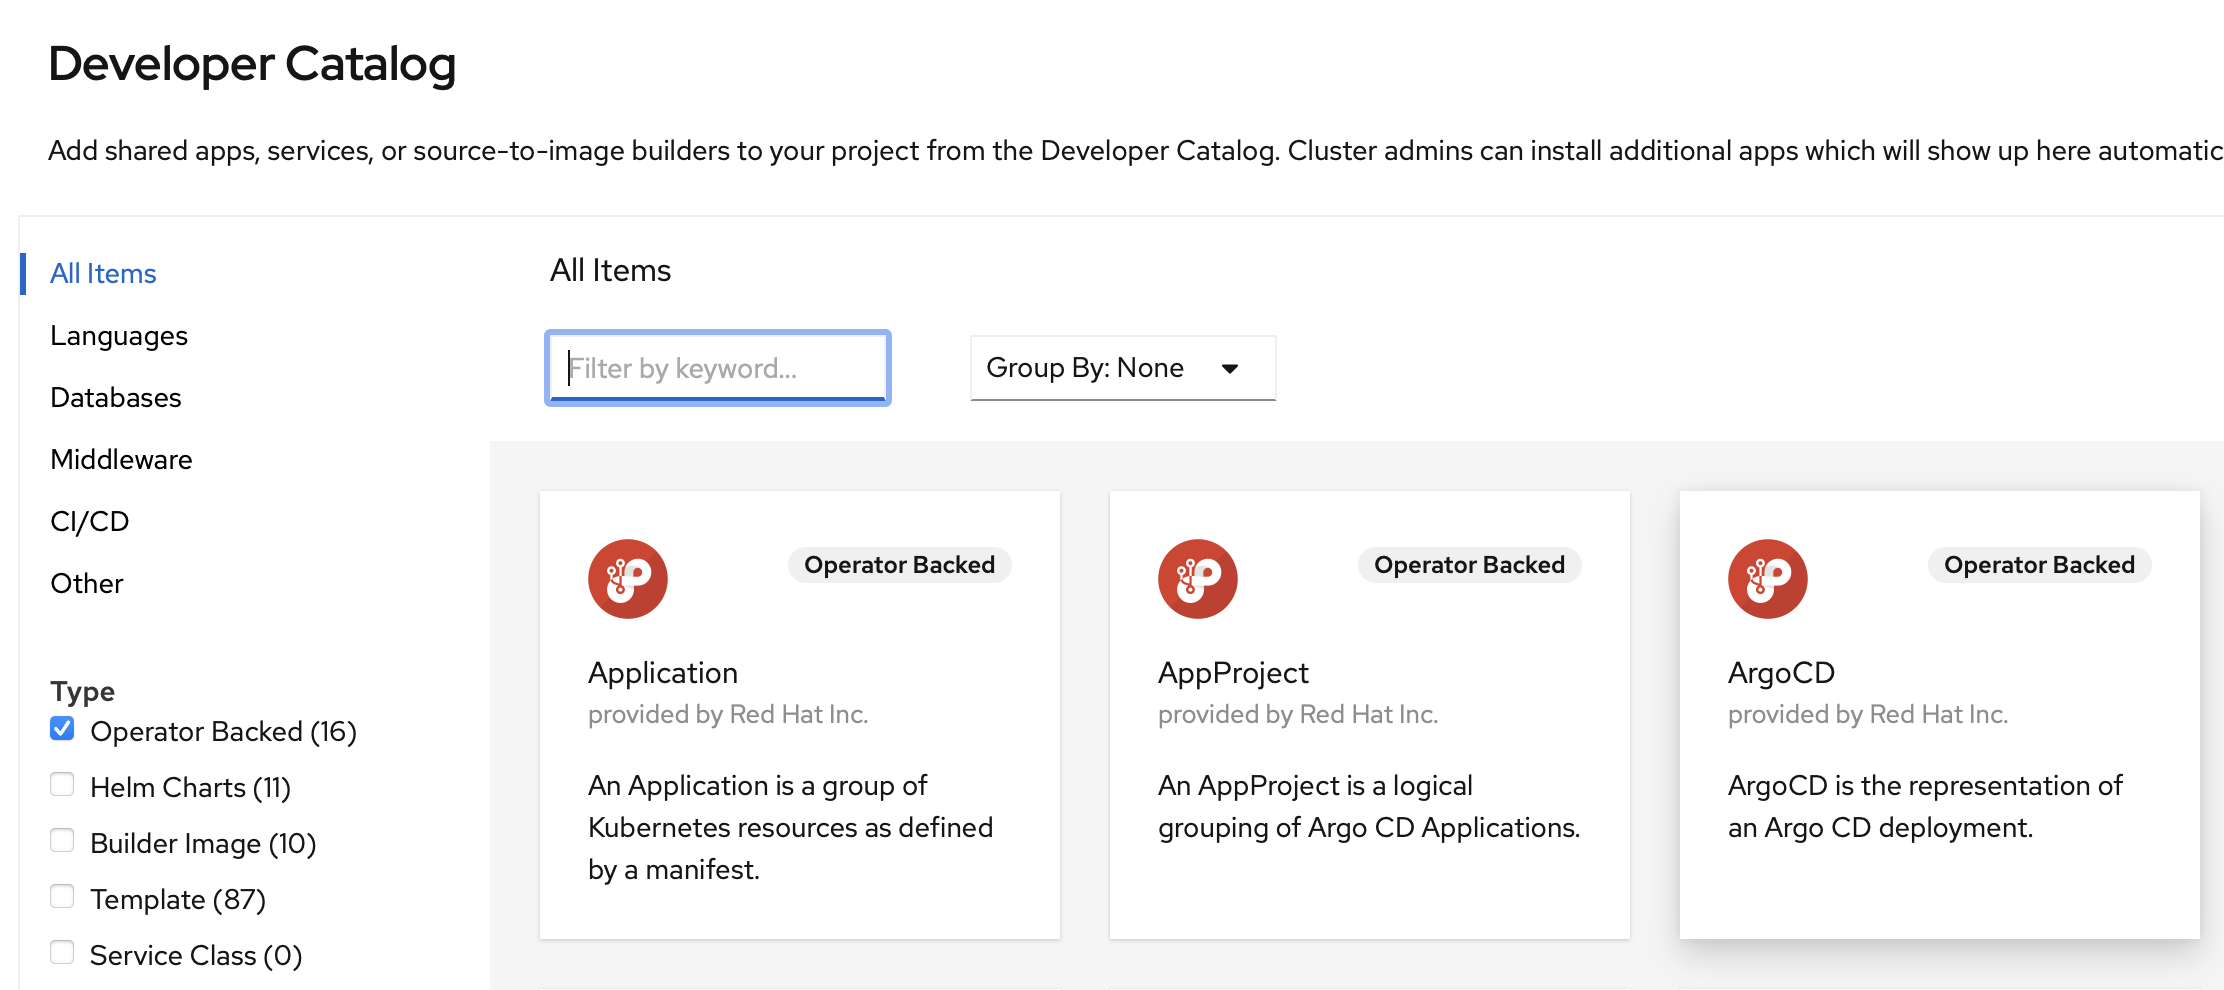 Developer Catalog
Add shared apps, services, or source-to-image builders to your project from the Developer Catalog. Cluster admins can install additional apps which will show up here automatic
All Items
Languages
Databases
Middleware
CI/CD
Other
Type
Operator Backed (16)
Helm Charts (11)
Builder Image (10)
Template (87)
Service Class (0)
All Items
Filter by keyword...
Group By: None
Operator Backed
Application
provided by Red Hat Inc.
An Application is a group of
Kubernetes resources as defined
by a manifest.
Operator Backed
AppProject
provided by Red Hat Inc.
An AppProject is a logical
grouping of Argo CD Applications.
Operator Backed
ArgoCD
provided by Red Hat Inc.
ArgoCD is the representation of
an Argo CD deployment.